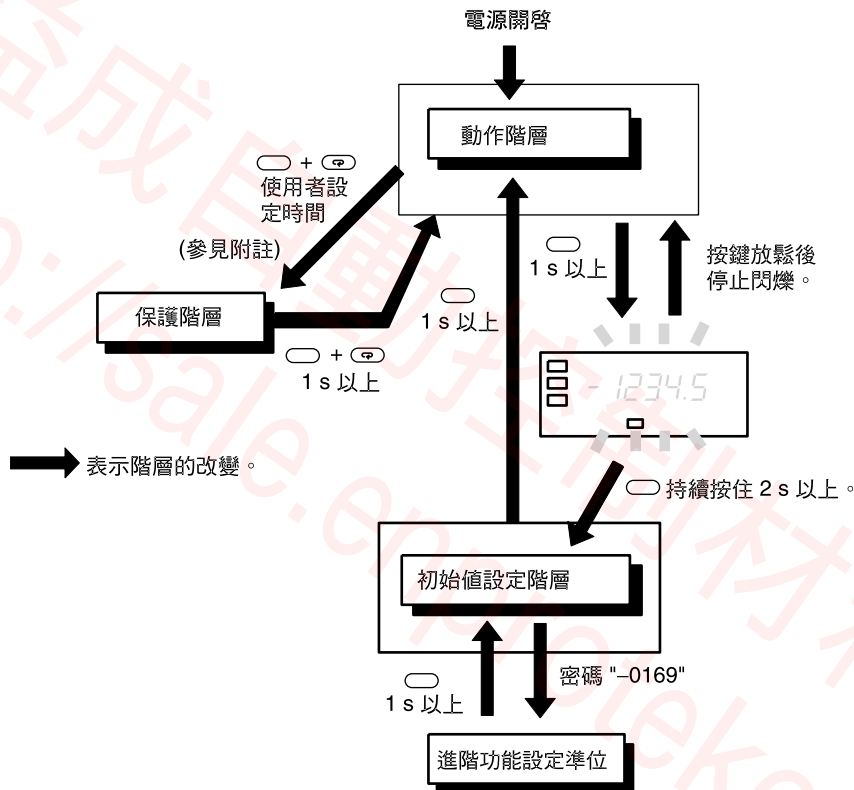 電源開啓
動作階層
+
使用者設
定時間
(參見附註)
1 s 以上
按鍵放鬆後
停止閃爍。
保護階層
1 s 以上
+
1 s 以上
- 1234.5
表示階層的改變。
持續按住 2 s 以上。
初始值設定階層
密碼 "–0169"
1 s 以上
進階功能設定準位